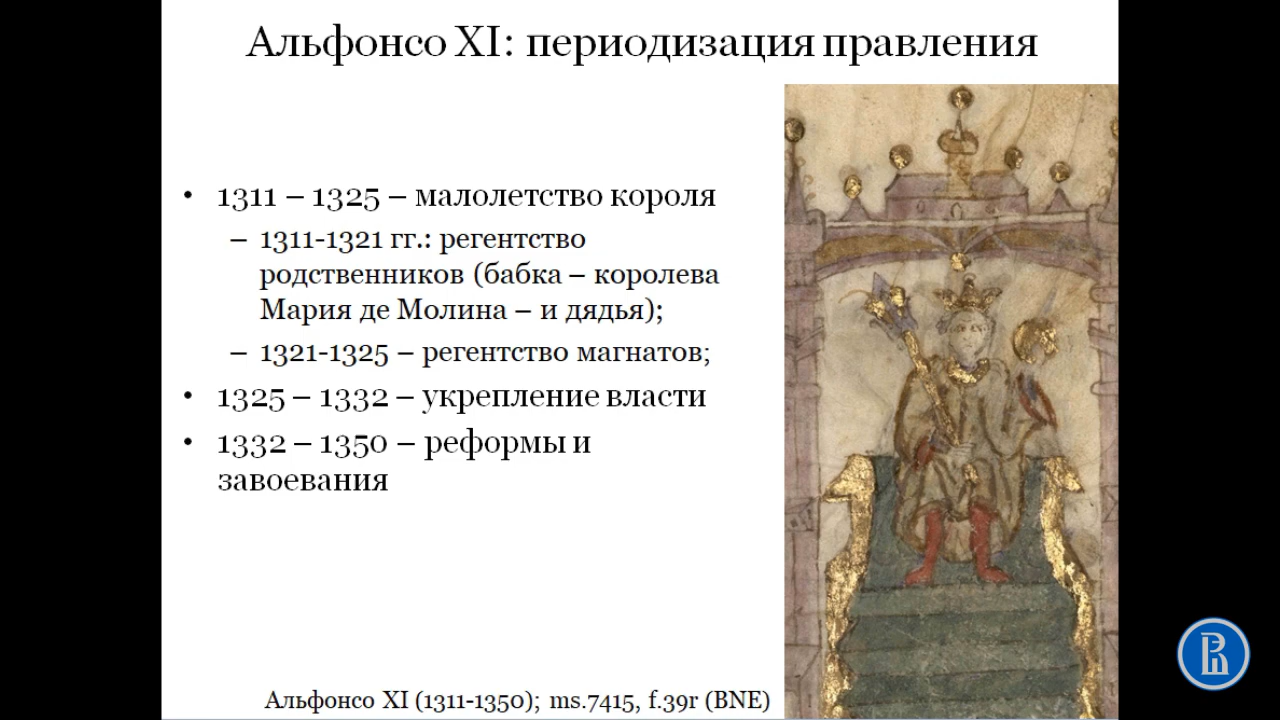 Альфонсо XI: периодизация правления
• 1311 – 1325 – малолетство короля
– 1311-1321 гг.: регентство
родственников (бабка – королева
Мария де Молина – и дядья);
– 1321-1325 – регентство магнатов;
• 1325 – 1332 – укрепление власти
• 1332 – 1350 – реформы и
завоевания
Альфонсо XI (1311-1350); ms.7415, f.39r (BNE)